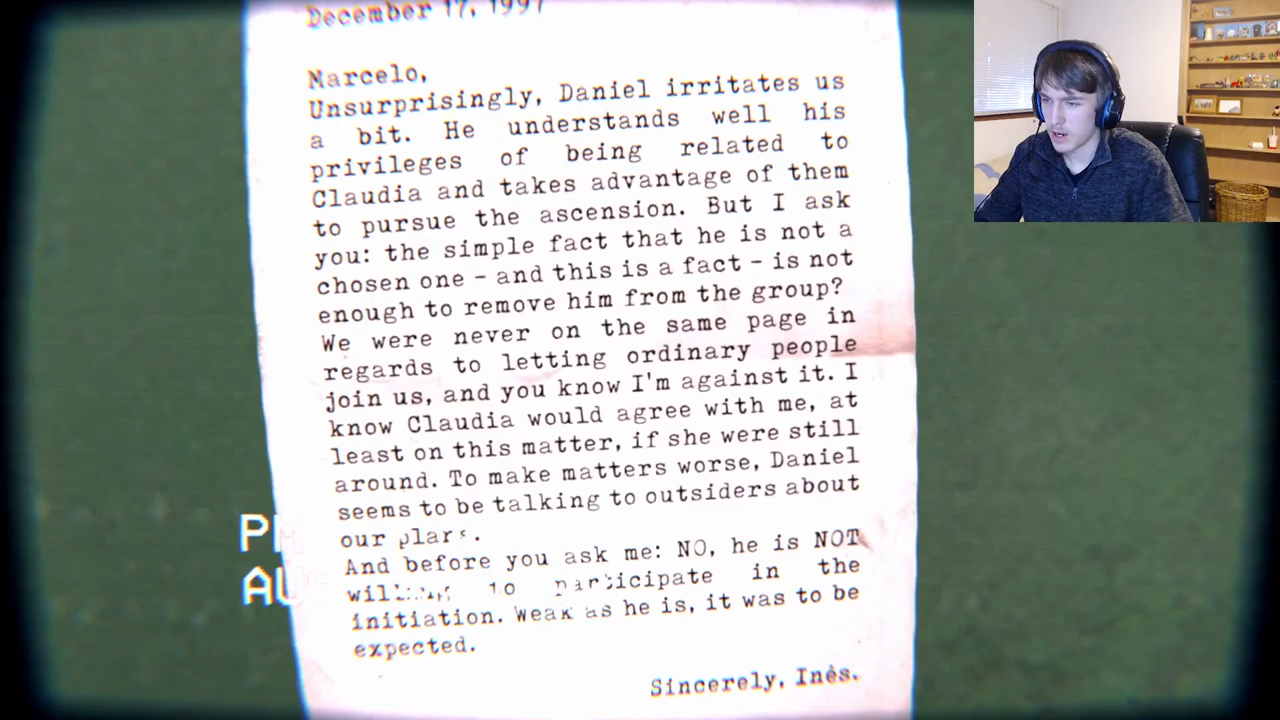 December 17, 1997
Marcelo,
Unsurprisingly, Daniel irritates us
a bit. He understands well his
privileges of being related to
Claudia and takes advantage of them
to pursue the ascension. But I ask
you: the simple fact that he is not a
chosen one - and this is a fact - is not
enough to remove him from the group?
We were never on the same page in
regards to letting ordinary people
join us, and you know I'm against it. I
know Claudia would agree with me, at
least on this matter, if she were still
around. To make matters worse, Daniel
seems to be talking to outsiders about
our plans.
And before you ask me: NO, he is NOT
willing to participate in the
initiation. Weak as he is, it was to be
expected.
Sincerely, Inês.
PM
AU